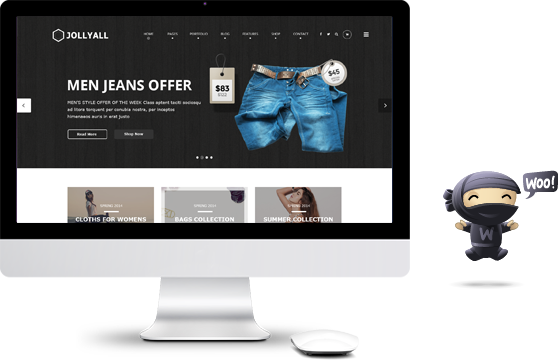 JOLLYALL
HOME PAGES PORTFOLIO BLOG FEATURES SHOP CONTACT
MEN JEANS OFFER
MEN'S STYLE OFFER OF THE WEEK Class aptent taciti sociosqu
ad litora torquent per conubia nostra, per inceptos
himenaeos auris in erat justo
Read More Shop Now
$83
$45
SPRING 2014 SPRING 2014 SPRING 2014
CLOTHS FOR WOMENS BAGS COLLECTION SUMMER COLLECTION
WOO!
W